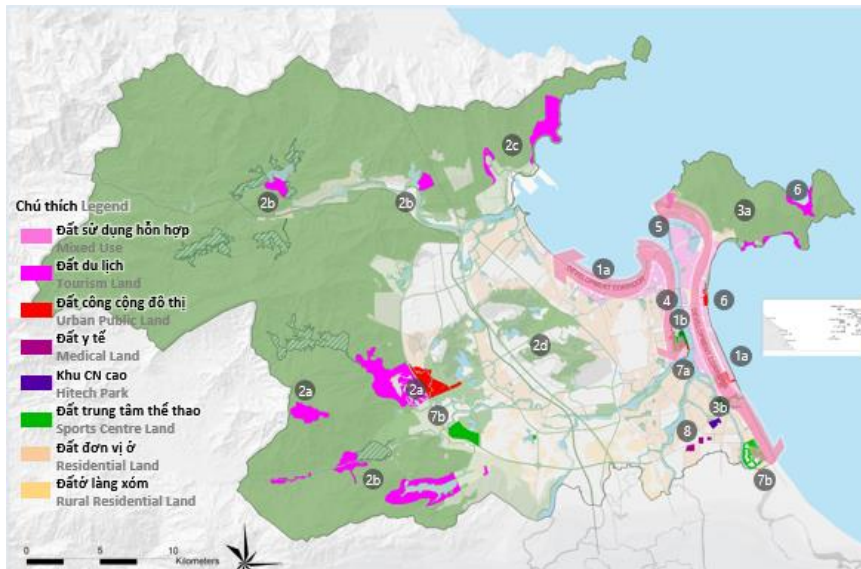 2c
2b
2b
3a
6
5
1a
DEVELOPMENT CORRIDOR
4
6
1b
2d
1a
7a
2a
2a
7b
3b
8
2b
7b
Chú thích Legend
Đất sử dụng hỗn hợp
Mixed Use
Đất du lịch
Tourism Land
Đất công cộng đô thị
Urban Public Land
Đất y tế
Medical Land
Khu CN cao
Hitech Park
Đất trung tâm thể thao
Sports Centre Land
Đất đơn vị ở
Residential Land
Đấtở làng xóm
Rural Residential Land
0 5 10
Kilometers